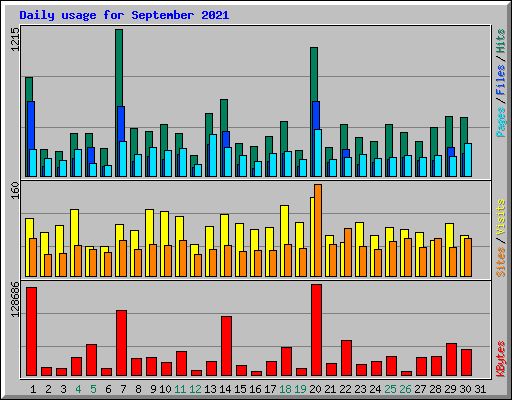 Daily usage for September 2021
1215
Pages / Files / Hits
160
Sites / Visits
128686
KBytes
1 2 3 4 5 6 7 8 9 10 11 12 13 14 15 16 17 18 19 20 21 22 23 24 25 26 27 28 29 30 31